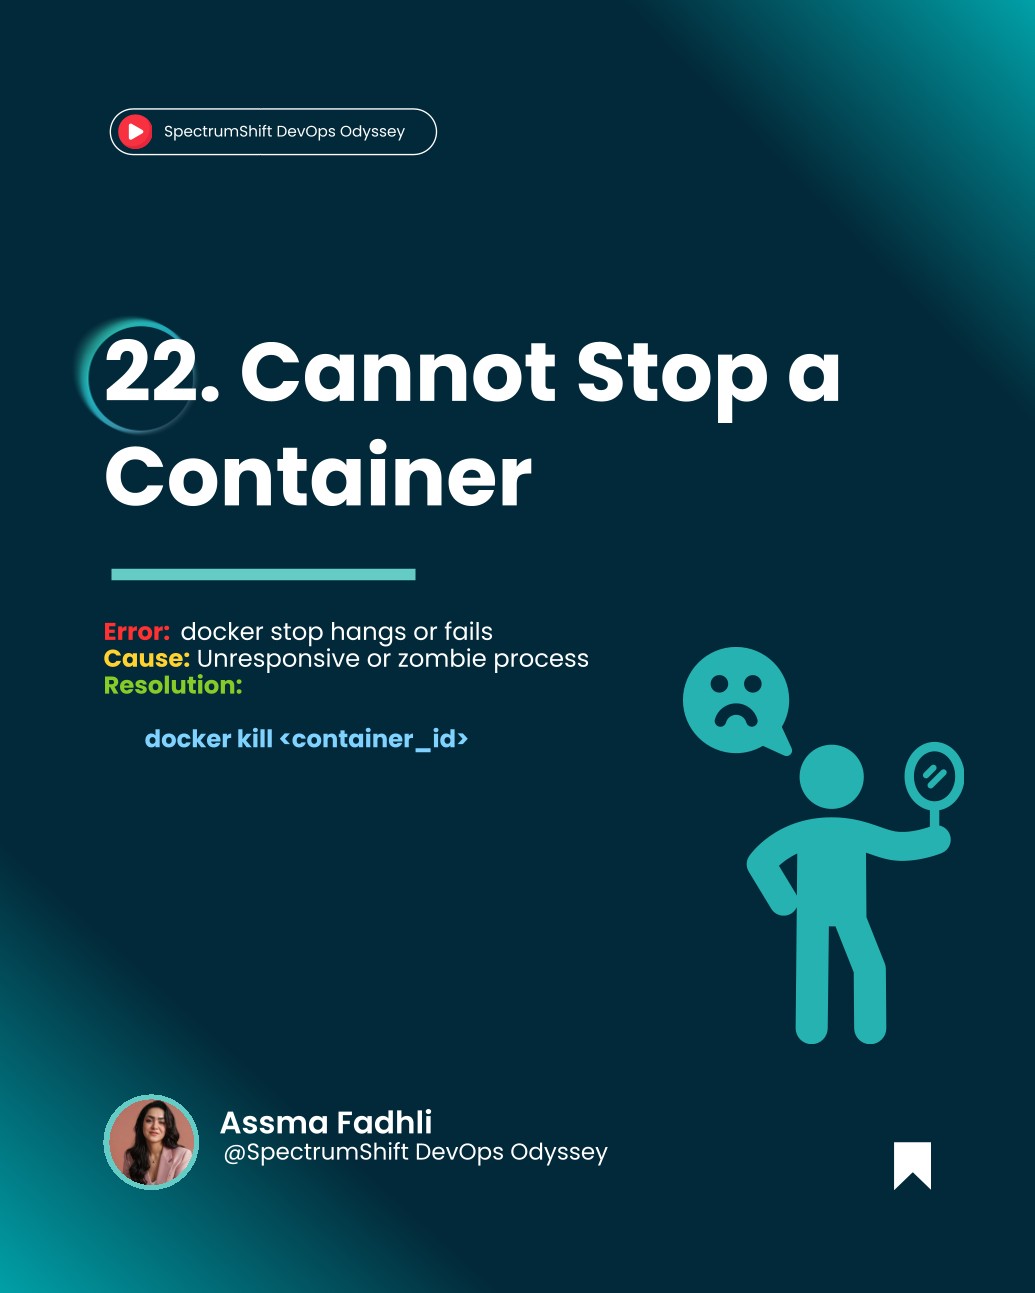 SpectrumShift DevOps Odyssey
22. Cannot Stop a
Container
Error: docker stop hangs or fails
Cause: Unresponsive or zombie process
Resolution:
docker kill <container_id>
Assma Fadhli
@SpectrumShift DevOps Odyssey